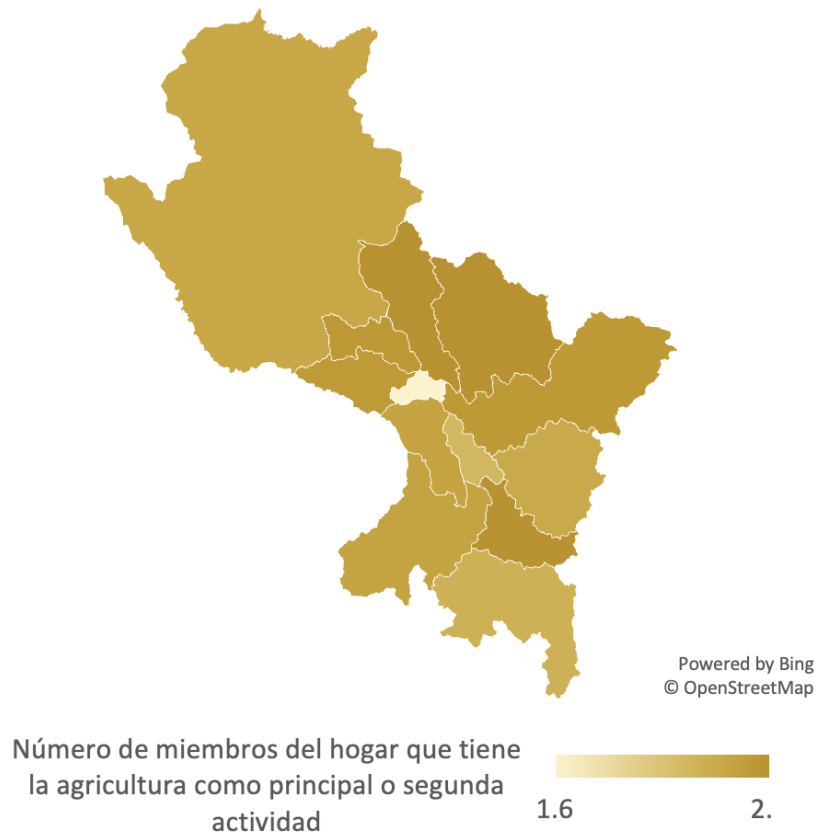 Powered by Bing
© OpenStreetMap
Número de miembros del hogar que tiene
la agricultura como principal o segunda
actividad
1.6
2.